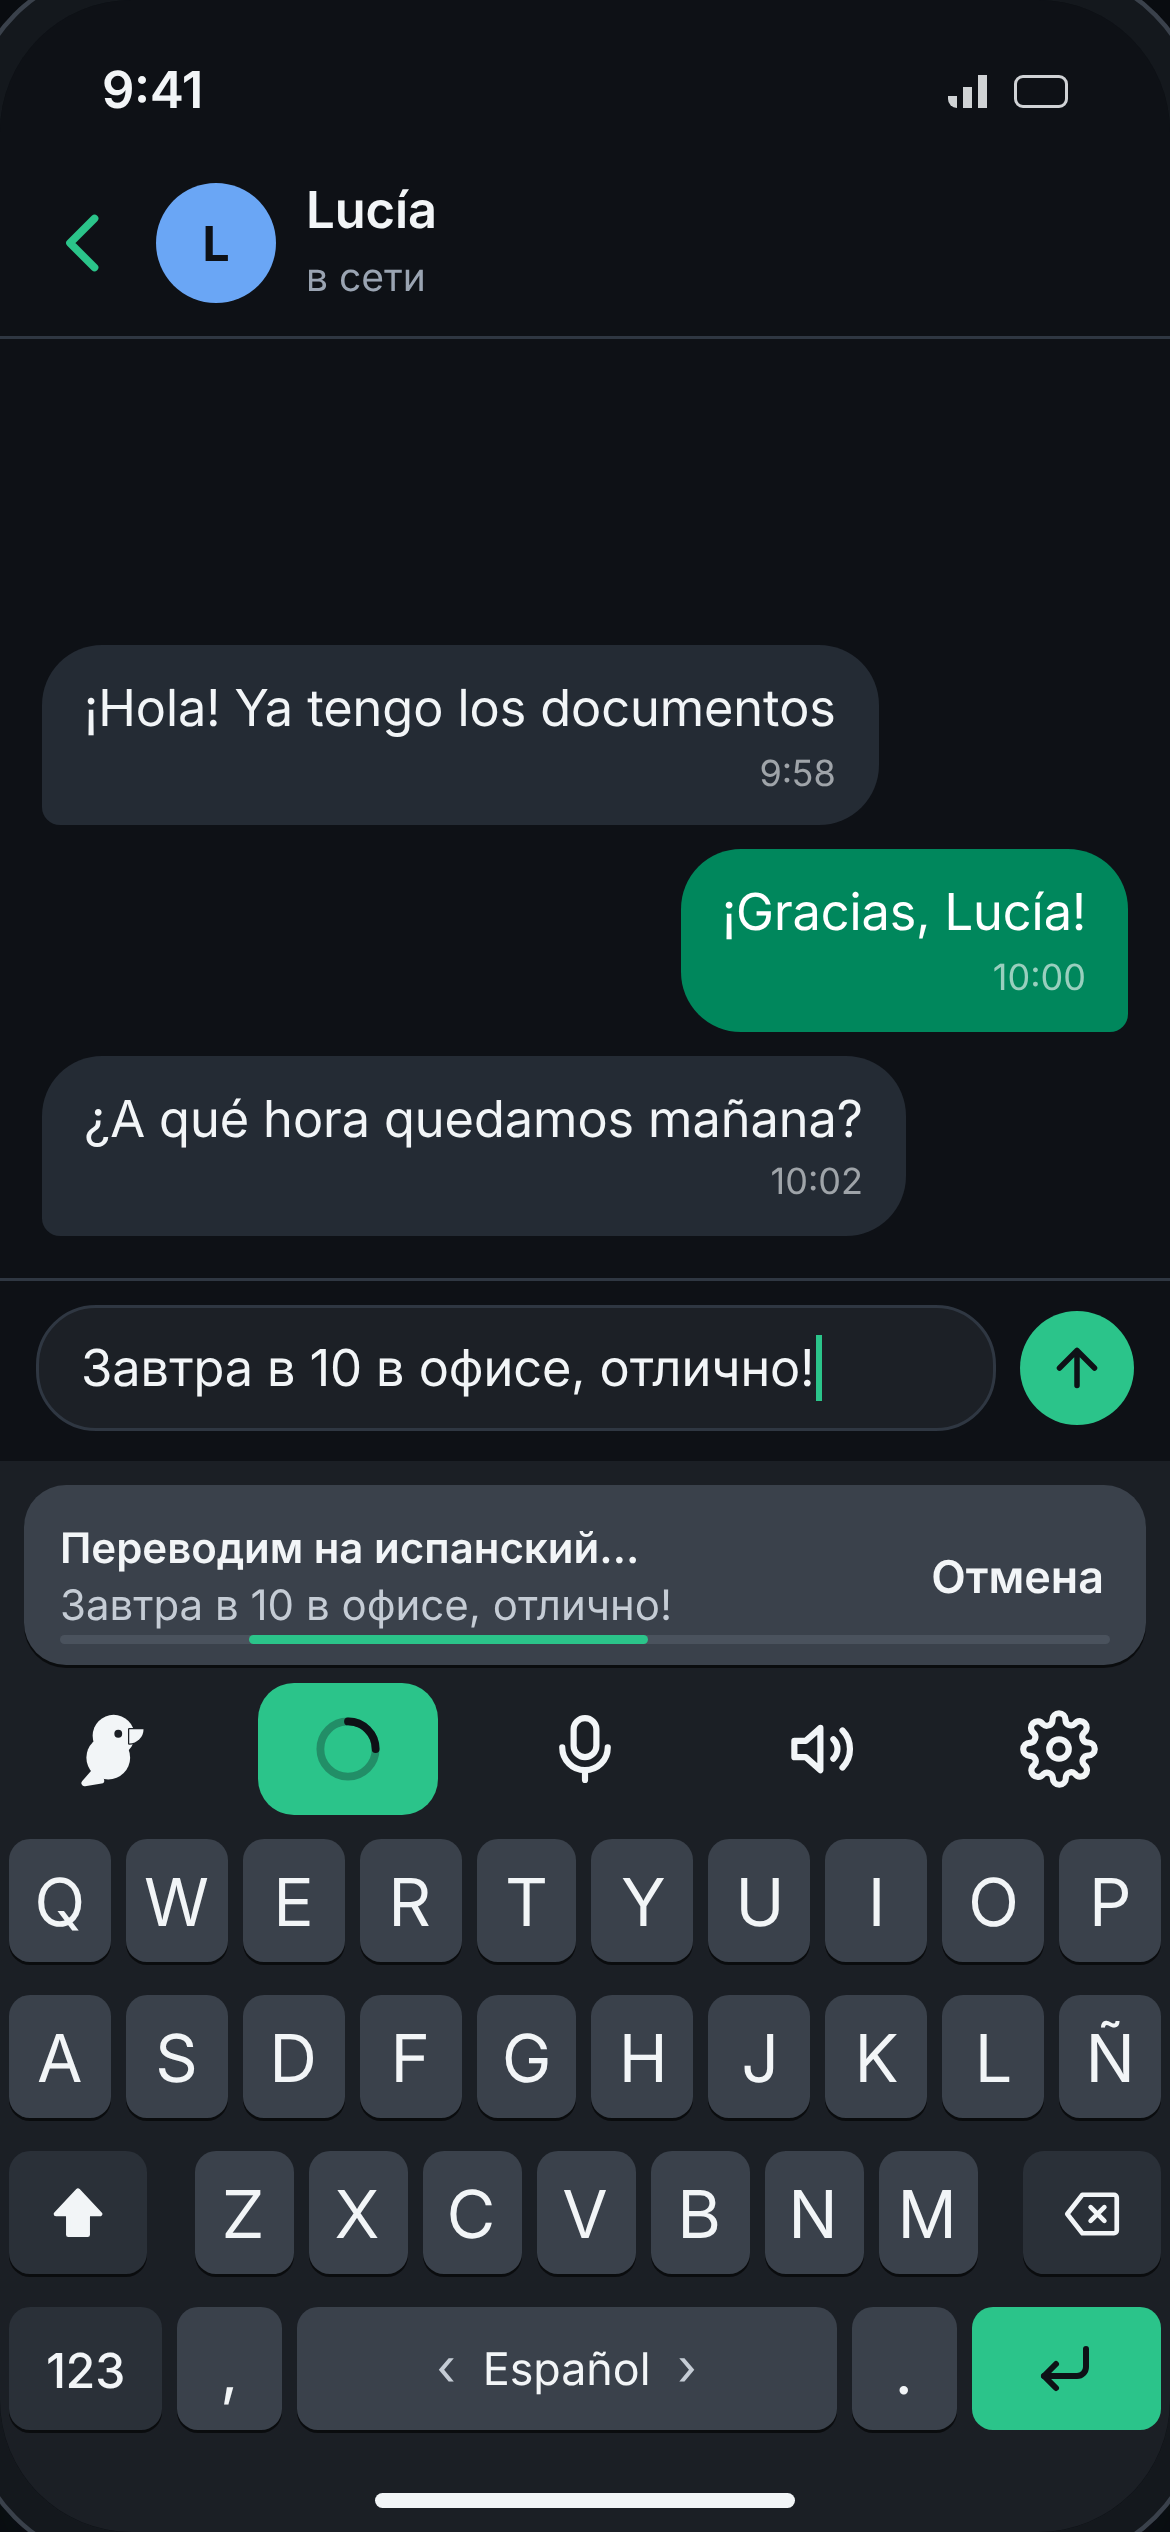 9:41
L
Lucía
в сети
¡Hola! Ya tengo los documentos
9:58
¡Gracias, Lucía!
10:00
¿A qué hora quedamos mañana?
10:02
Завтра в 10 в офисе, отлично!
Переводим на испанский...
Завтра в 10 в офисе, отлично!
Отмена
Q W E R T Y U I O P
A S D F G H J K L Ñ
Z X C V B N M
123 , ‹ Español › .